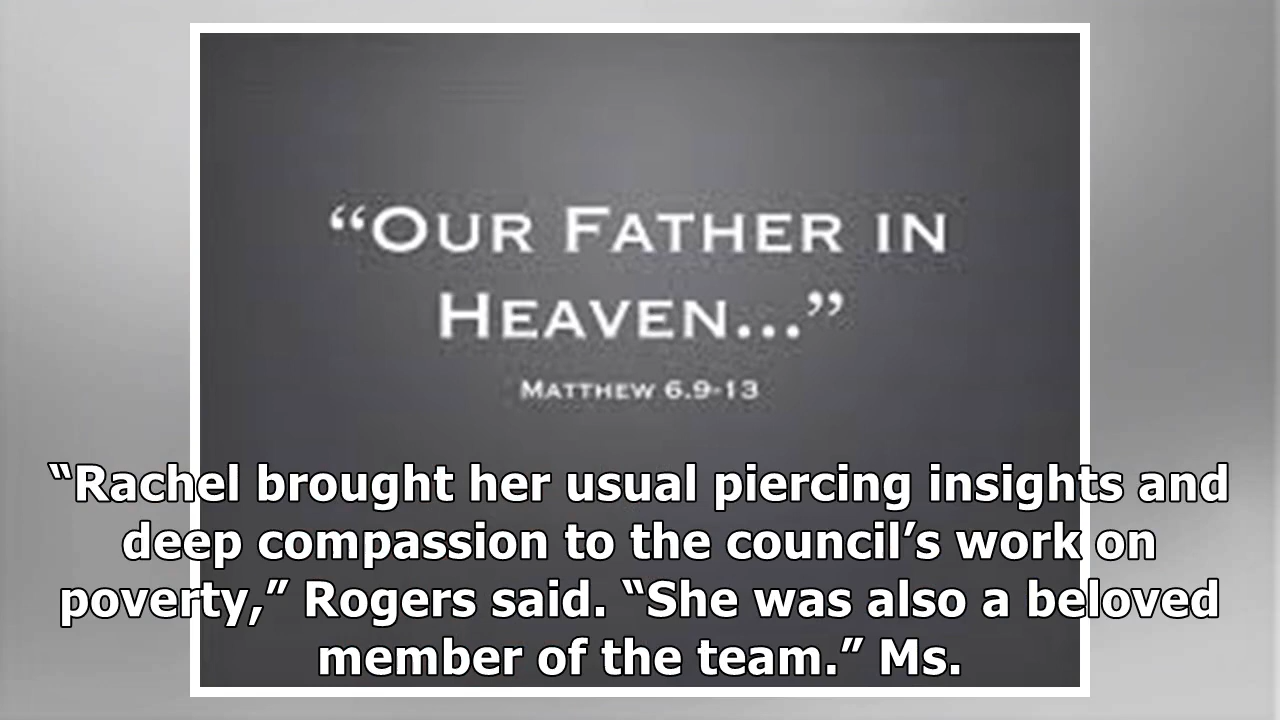 “OUR FATHER IN
HEAVEN...”
MATTHEW 6.9-13
“Rachel brought her usual piercing insights and
deep compassion to the council’s work on
poverty,” Rogers said. “She was also a beloved
member of the team.” Ms.